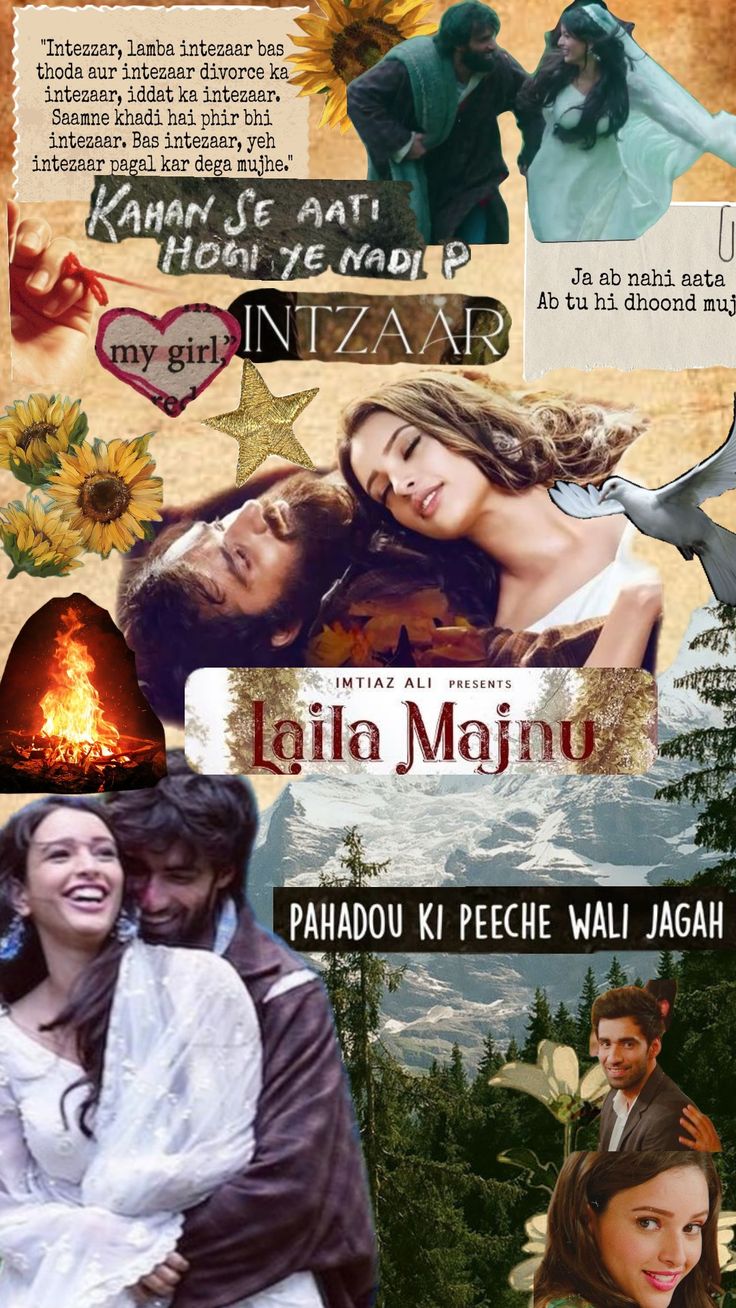 "Intezzar, lamba intezaar bas
thoda aur intezaar divorce ka
intezaar, iddat ka intezaar.
Saamne khadi hai phir bhi
intezaar. Bas intezaar, yeh
intezaar pagal kar dega mujhe."
KAHAN SE AATI
HOGI YE NADI ?
Ja ab nahi aata
Ab tu hi dhoond muj
my girl,"
red
INTZAAR
IMTIAZ ALI PRESENTS
Laila Majnu
PAHADOU KI PEECHE WALI JAGAH